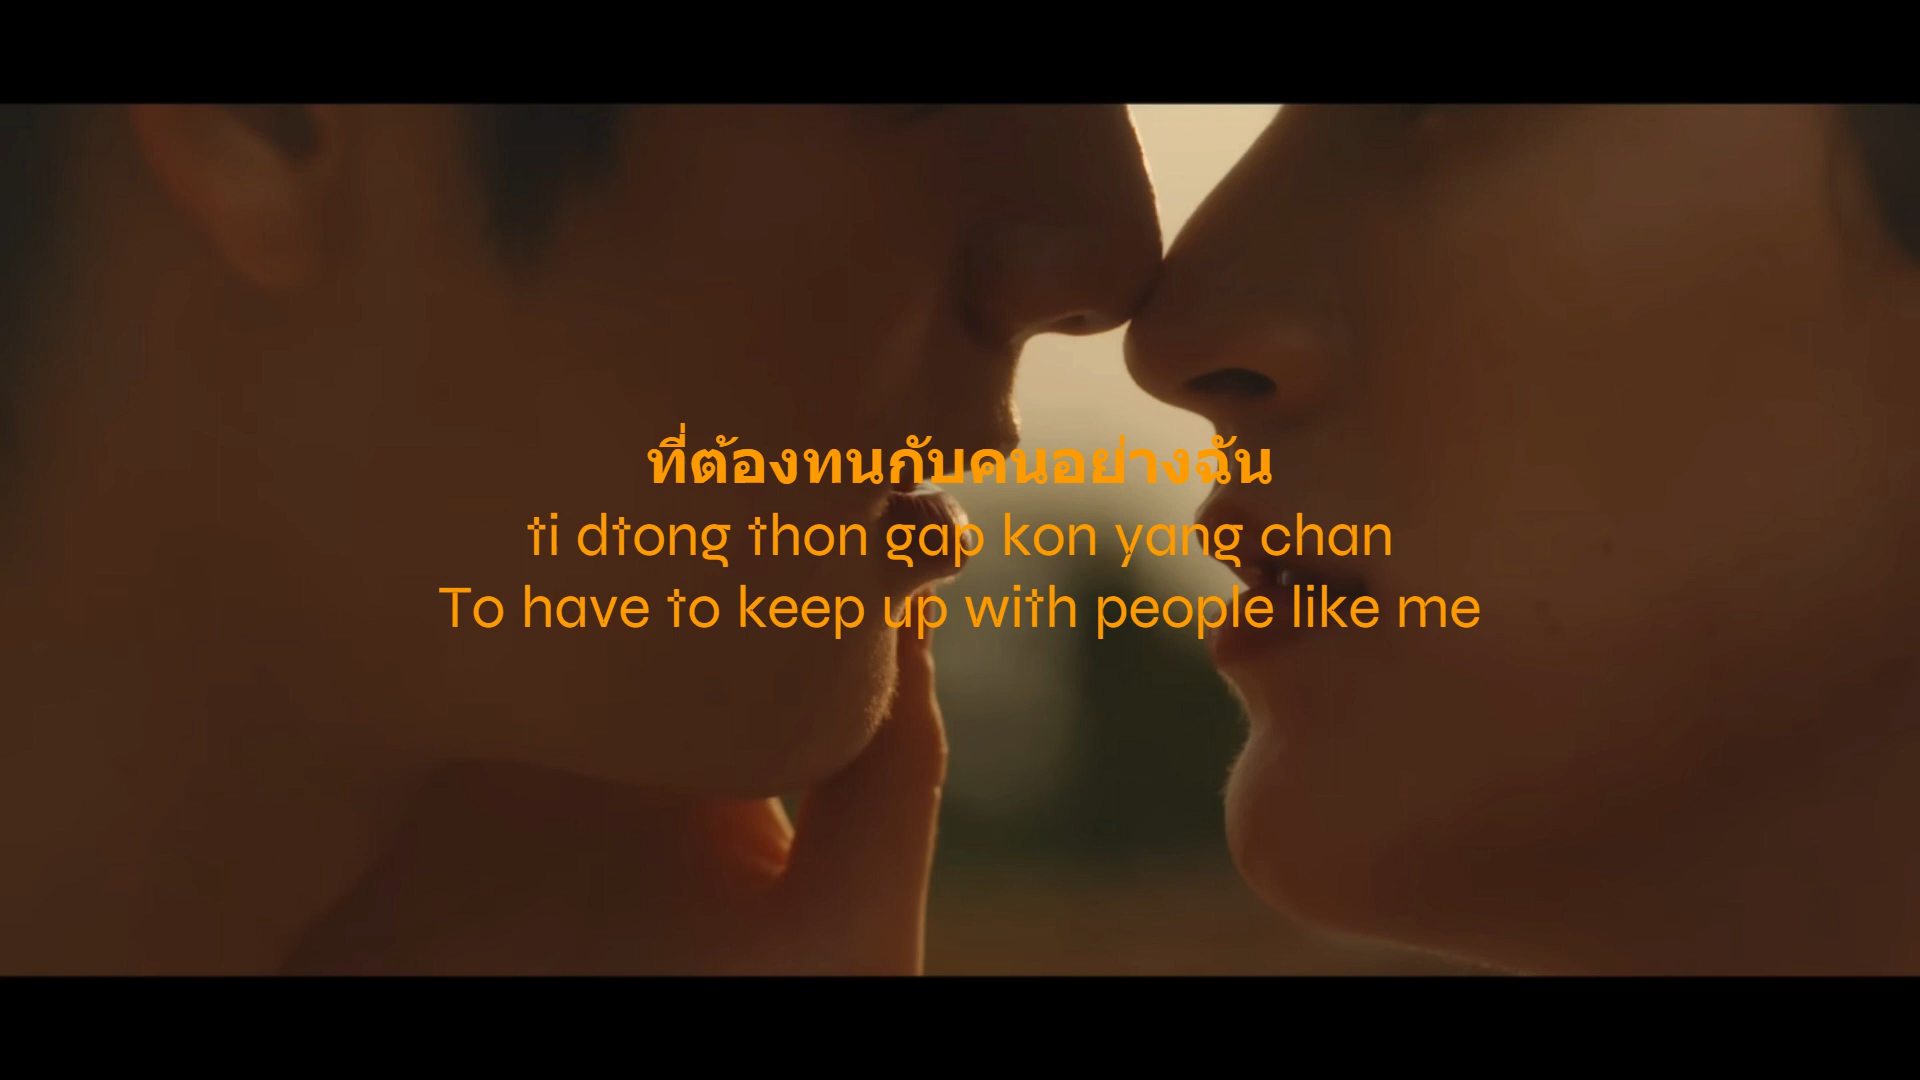 ที่ต้องทนกับคนอย่างฉัน
ti dtong thon gap kon yang chan
To have to keep up with people like me